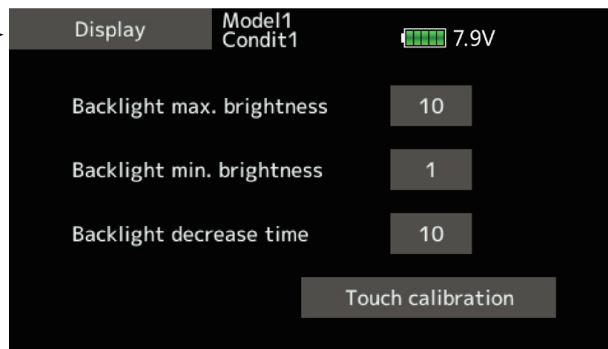 Display
Model1
Condit1
7.9V
Backlight max. brightness 10
Backlight min. brightness 1
Backlight decrease time 10
Touch calibration